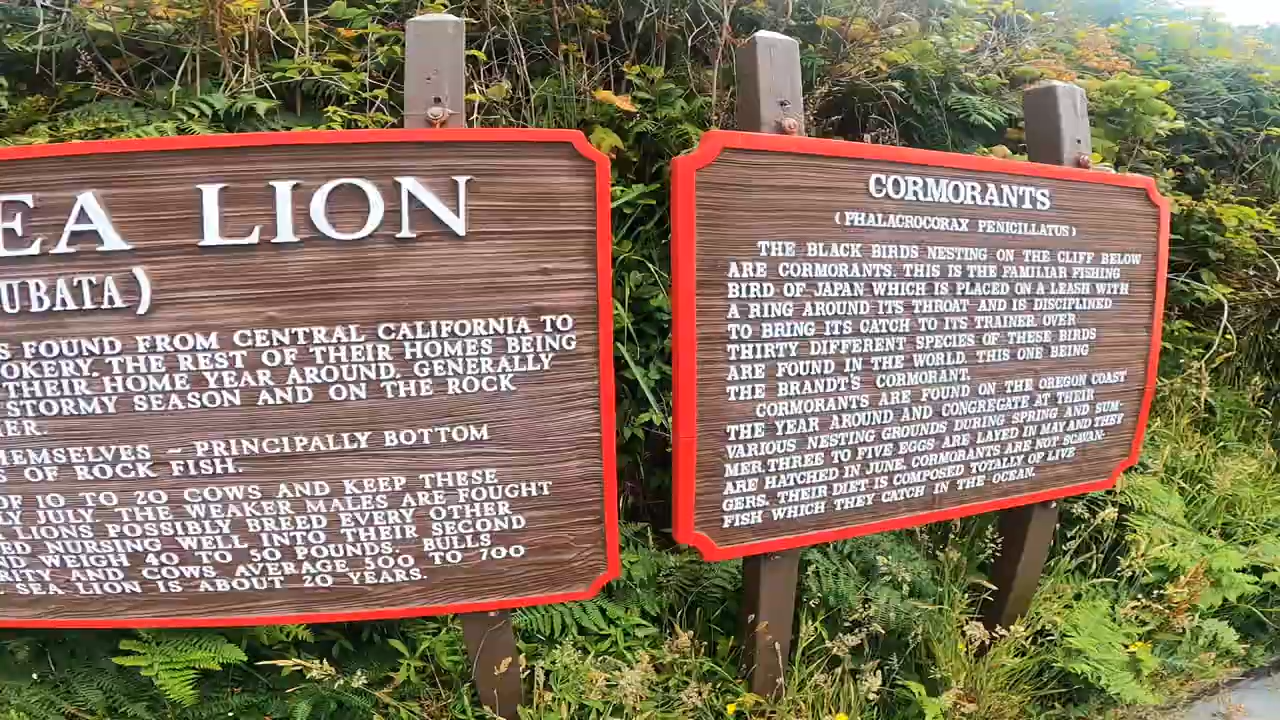 EA LION
UBATA)
S FOUND FROM CENTRAL CALIFORNIA TO
OKERY. THE REST OF THEIR HOMES BEING
THEIR HOME YEAR AROUND. GENERALLY
STORMY SEASON AND ON THE ROCK
ER.
HEMSELVES ~ PRINCIPALLY BOTTOM
S OF ROCK FISH.
OF 10 TO 20 COWS AND KEEP THESE
LY JULY THE WEAKER MALES ARE FOUGHT
LIONS POSSIBLY BREED EVERY OTHER
ED NURSING WELL INTO THEIR SECOND
ND WEIGH 40 TO 50 POUNDS. BULLS
RITY AND COWS AVERAGE 500 TO 700
SEA LION IS ABOUT 20 YEARS.
CORMORANTS
(PHALACROCORAX PENICILLATUS)
THE BLACK BIRDS NESTING ON THE CLIFF BELOW
ARE CORMORANTS. THIS IS THE FAMILIAR FISHING
BIRD OF JAPAN WHICH IS PLACED ON A LEASH WITH
A RING AROUND ITS THROAT AND IS DISCIPLINED
TO BRING ITS CATCH TO ITS TRAINER. OVER
THIRTY DIFFERENT SPECIES OF THESE BIRDS
ARE FOUND IN THE WORLD. THIS ONE BEING
THE BRANDT'S CORMORANT.
CORMORANTS ARE FOUND ON THE OREGON COAST
THE YEAR AROUND AND CONGREGATE AT THEIR
VARIOUS NESTING GROUNDS DURING SPRING AND SUM-
MER. THREE TO FIVE EGGS ARE LAYED IN MAY AND THEY
ARE HATCHED IN JUNE. CORMORANTS ARE NOT SCAVAN-
GERS. THEIR DIET IS COMPOSED TOTALLY OF LIVE
FISH WHICH THEY CATCH IN THE OCEAN.